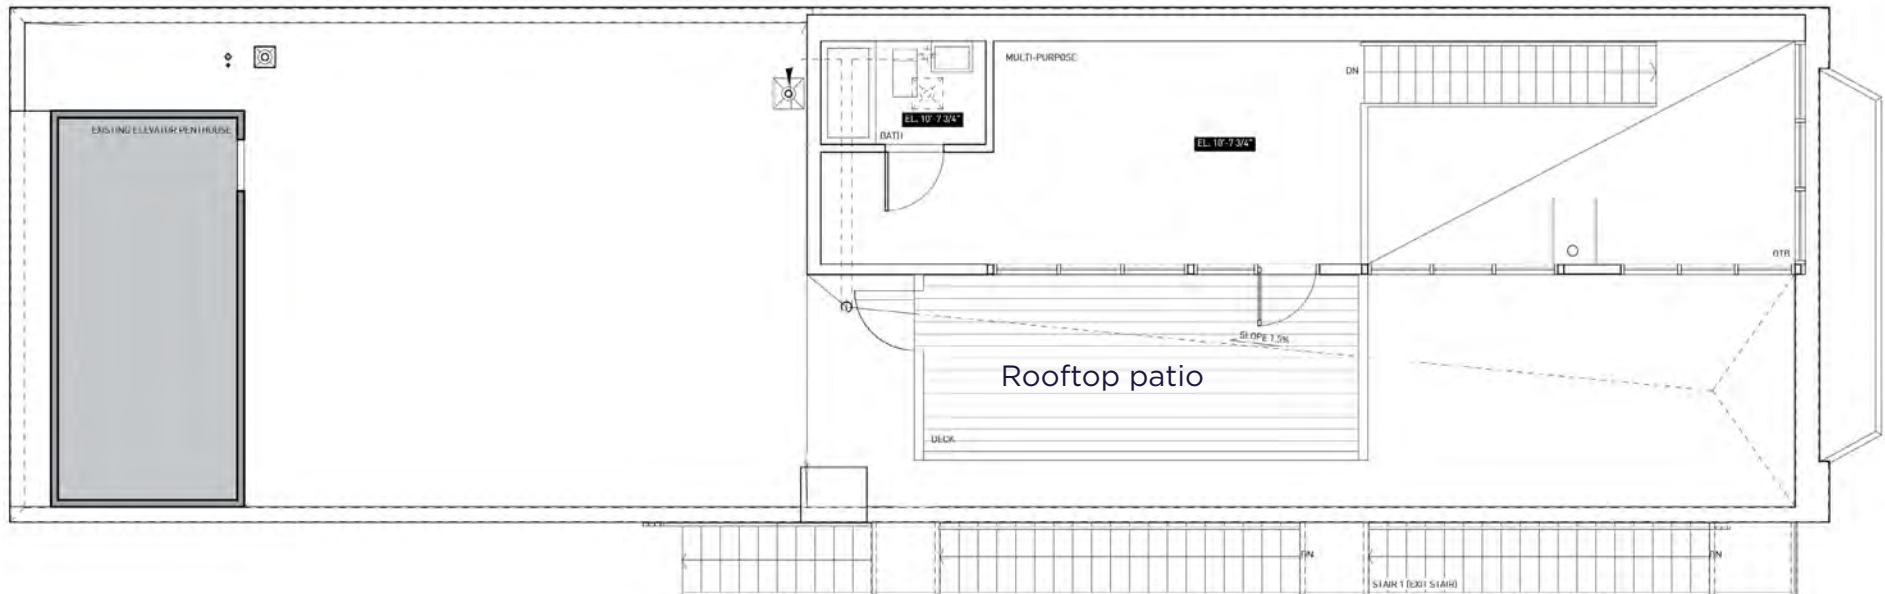 MULTI-PURPOSE
DN
EXISTING ELEVATOR PENTHOUSE
EL. 10'-7 3/4"
BATH
EL. 10'-7 3/4"
OTB
SLOPE 1.5%
Rooftop patio
DECK
DN
DN
STAIR 1 (EXIT STAIR)